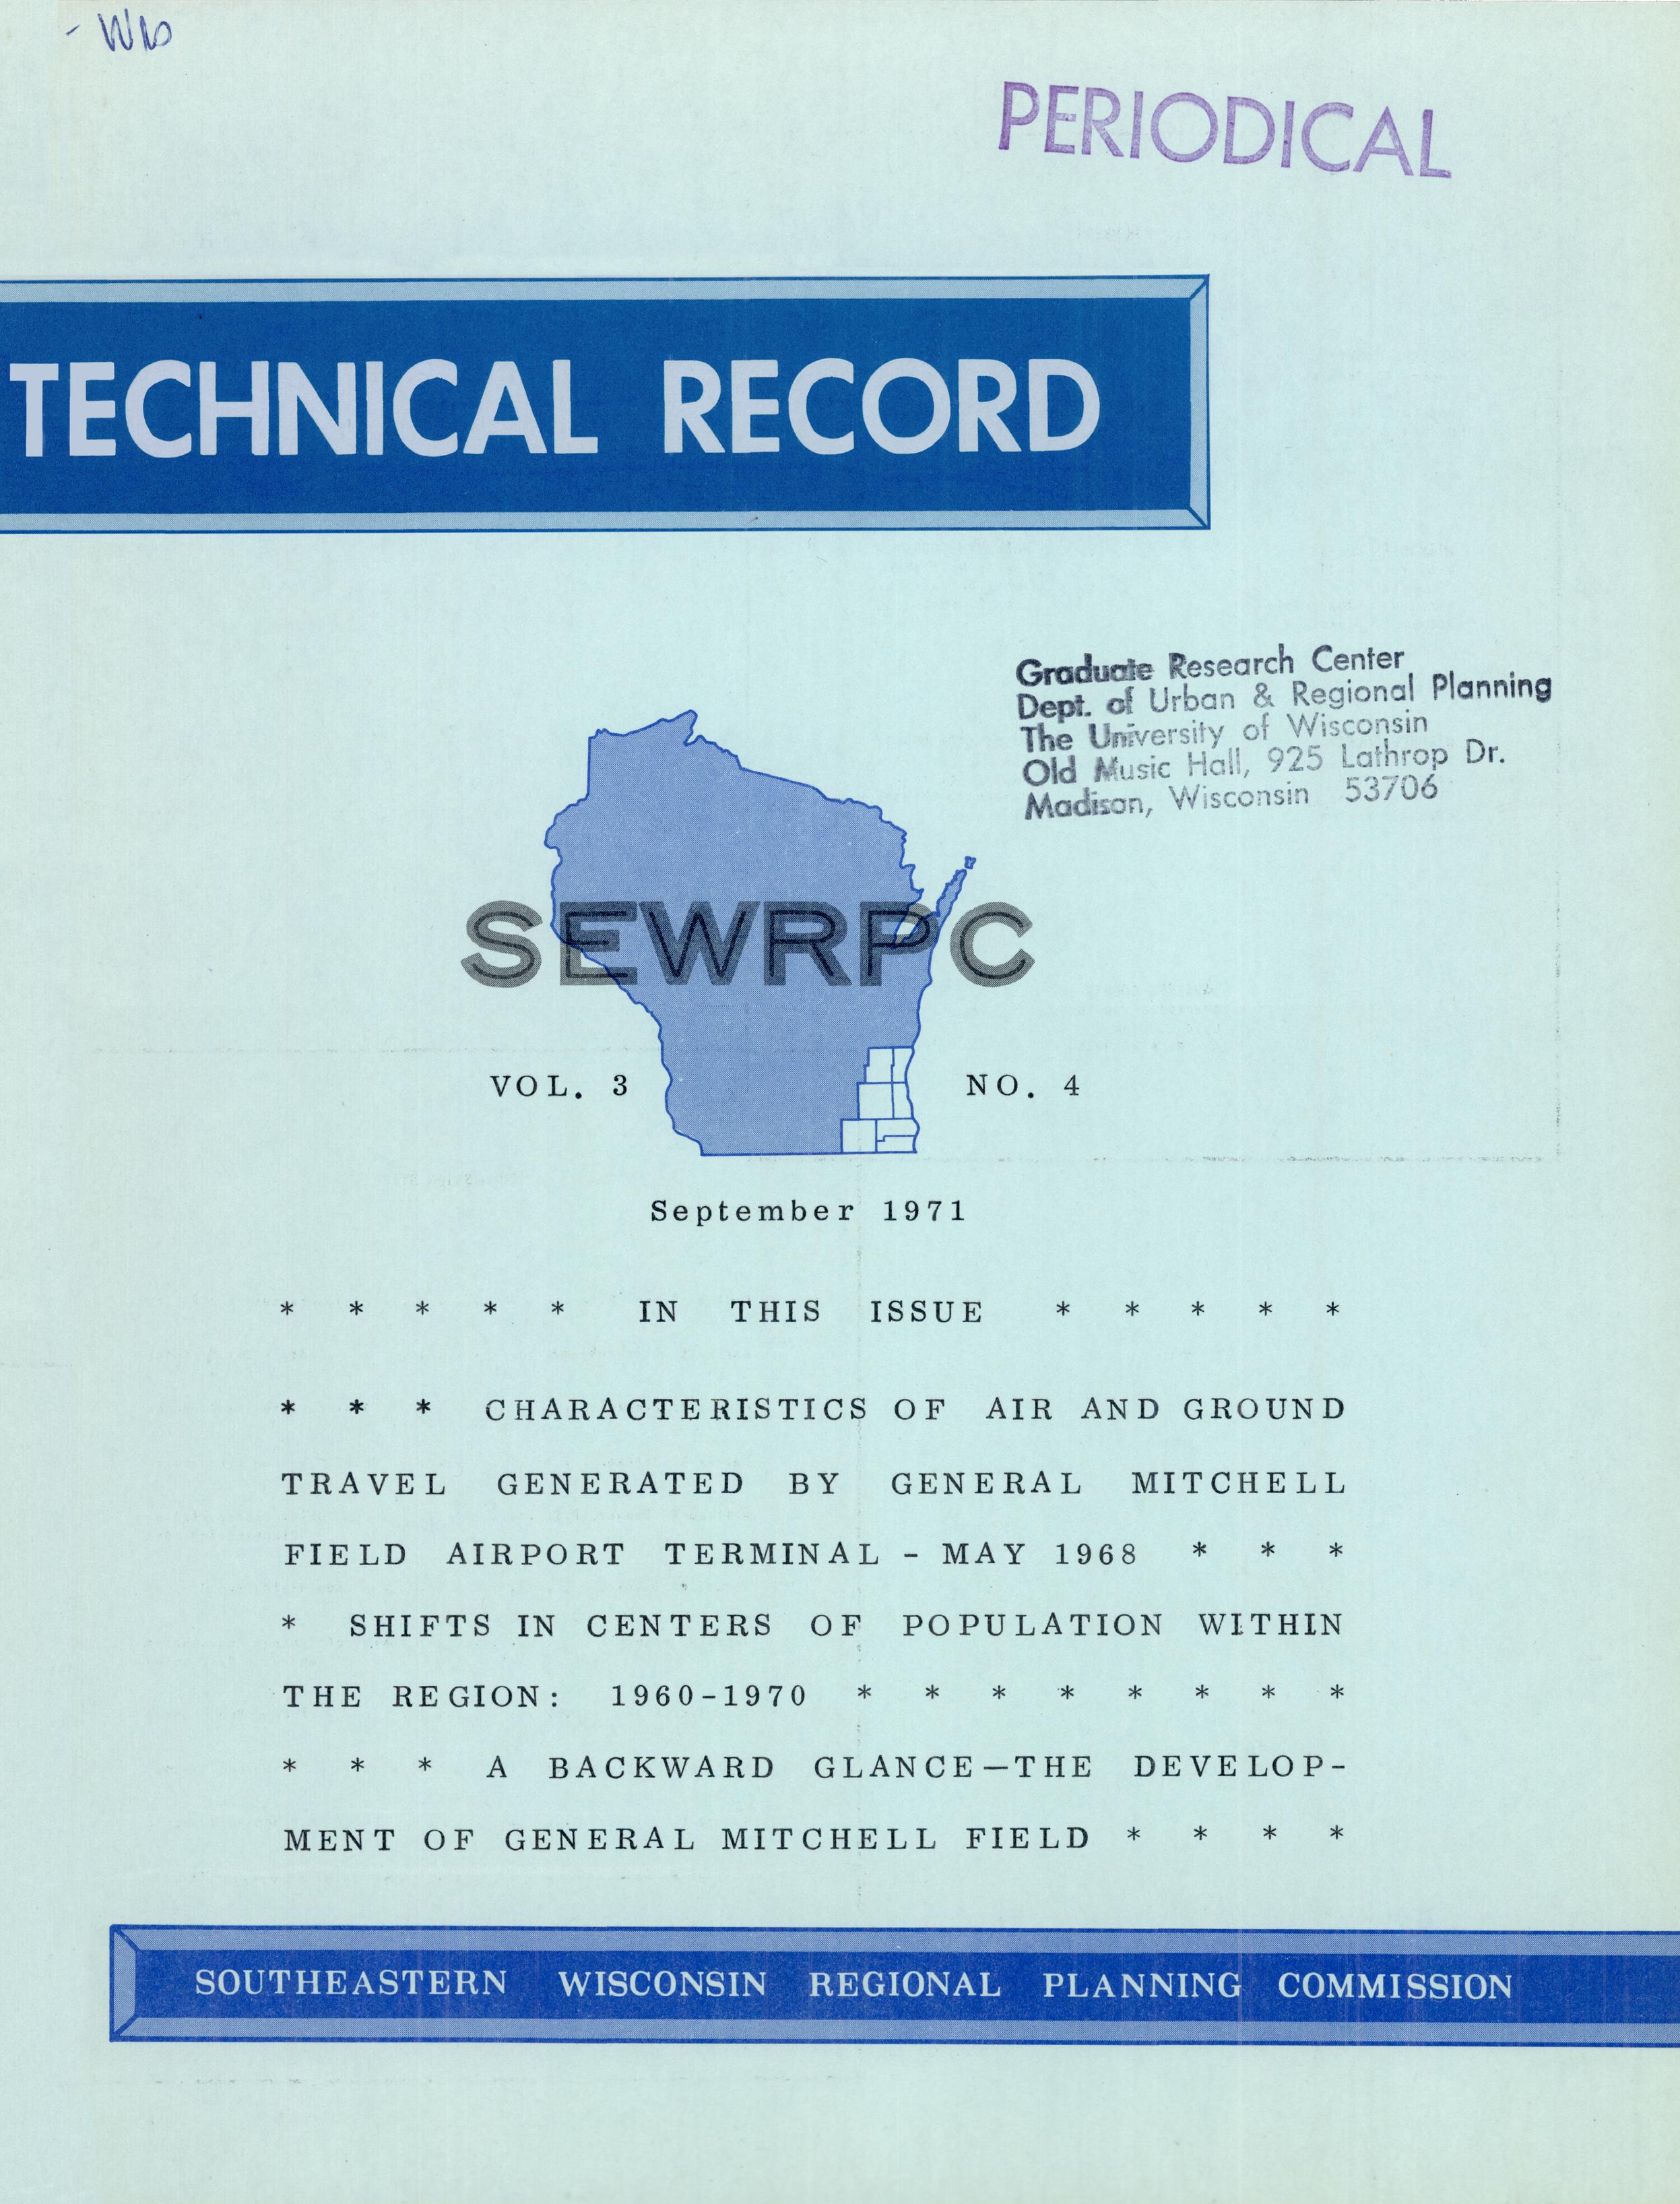 - Wis
PERIODICAL
TECHNICAL RECORD
Graduate Research Center
Dept. of Urban & Regional Planning
The University of Wisconsin
Old Music Hall, 925 Lathrop Dr.
Madison, Wisconsin 53706
SEWRPC
VOL. 3 NO. 4
September 1971
* * * * * IN THIS ISSUE * * * * *
* * * CHARACTERISTICS OF AIR AND GROUND
TRAVEL GENERATED BY GENERAL MITCHELL
FIELD AIRPORT TERMINAL - MAY 1968 * * *
* SHIFTS IN CENTERS OF POPULATION WITHIN
THE REGION: 1960-1970 * * * * * * * *
* * * A BACKWARD GLANCE—THE DEVELOP-
MENT OF GENERAL MITCHELL FIELD * * * *
SOUTHEASTERN WISCONSIN REGIONAL PLANNING COMMISSION